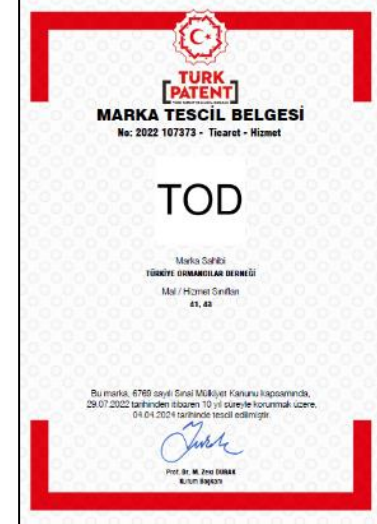 TÜRK
PATENT
MARKA TESCİL BELGESİ
No: 2022 107373 - Ticaret - Hizmet
TOD
Marka Sahibi
TÜRKİYE ORMANCILAR DERNEĞİ
Mal / Hizmet Sınıfları
41, 43
Bu marka, 6769 sayılı Sınai Mülkiyet Kanunu kapsamında,
29.07.2022 tarihinden itibaren 10 yıl süreyle korunmak üzere,
04.04.2024 tarihinde tescil edilmiştir.
Prof. Dr. M. Zeki DURAK
Kurum Başkanı